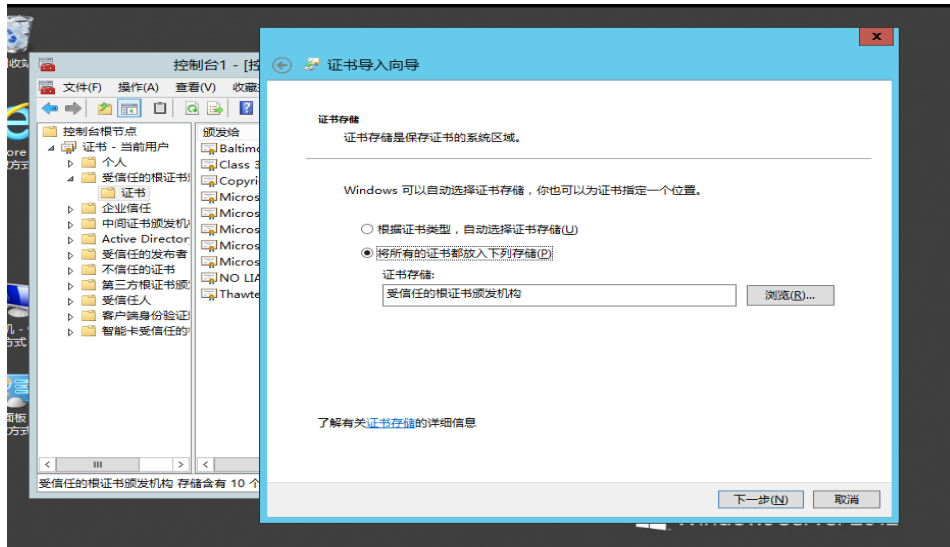 控制台1 - [控
文件(F) 操作(A) 查看(V) 收藏
控制台根节点
证书 - 当前用户
个人
受信任的根证书
证书
企业信任
中间证书颁发机
Active Director
受信任的发布者
不信任的证书
第三方根证书颁
受信任人
客户端身份验证
智能卡受信任的
颁发给
Baltimo
Class 3
Copyri
Micros
Micros
Micros
Micros
Micros
NO LIA
Thawte
受信任的根证书颁发机构 存储含有 10 个
证书导入向导
证书存储
证书存储是保存证书的系统区域。
Windows 可以自动选择证书存储，你也可以为证书指定一个位置。
根据证书类型，自动选择证书存储(U)
将所有的证书都放入下列存储(P)
证书存储:
受信任的根证书颁发机构
浏览(R)...
了解有关证书存储的详细信息
下一步(N) 取消